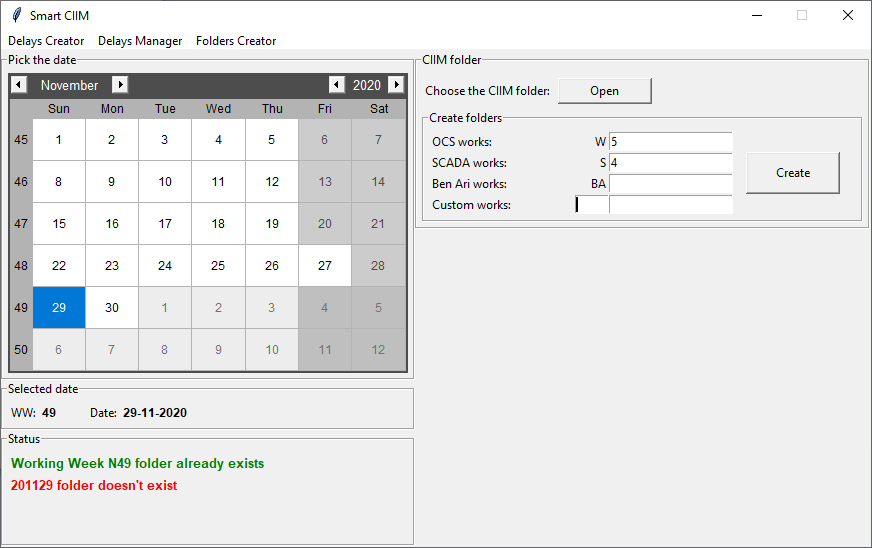 Smart CIIM
Delays Creator Delays Manager Folders Creator
Pick the date
November 2020
Sun Mon Tue Wed Thu Fri Sat
45 1 2 3 4 5 6 7
46 8 9 10 11 12 13 14
47 15 16 17 18 19 20 21
48 22 23 24 25 26 27 28
49 29 30 1 2 3 4 5
50 6 7 8 9 10 11 12
Selected date
WW: 49 Date: 29-11-2020
Status
Working Week N49 folder already exists
201129 folder doesn't exist
CIIM folder
Choose the CIIM folder: Open
Create folders
OCS works: W 5
SCADA works: S 4
Ben Ari works: BA
Custom works:
Create